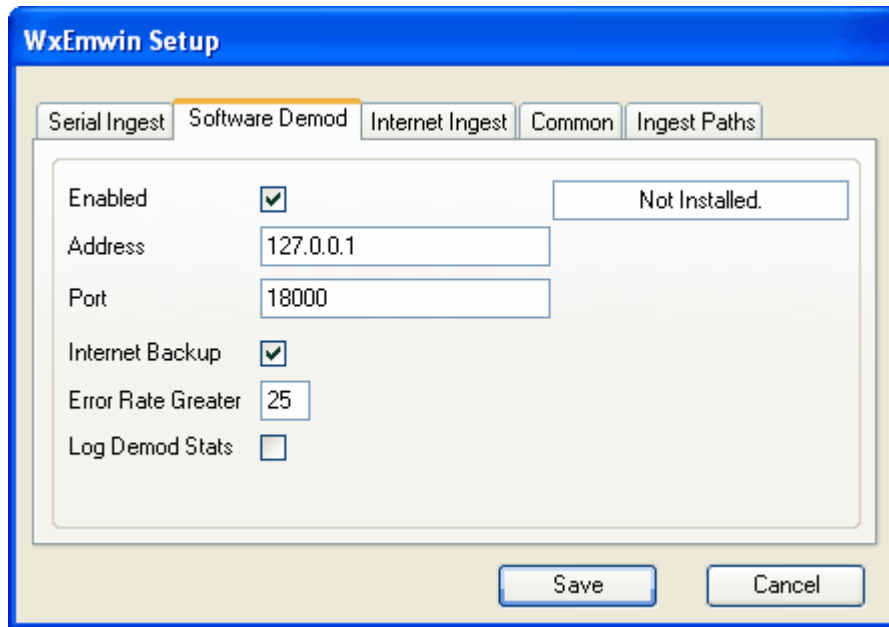 WxEmwin Setup
Serial Ingest Software Demod Internet Ingest Common Ingest Paths
Enabled Not Installed.
Address 127.0.0.1
Port 18000
Internet Backup
Error Rate Greater 25
Log Demod Stats
Save Cancel